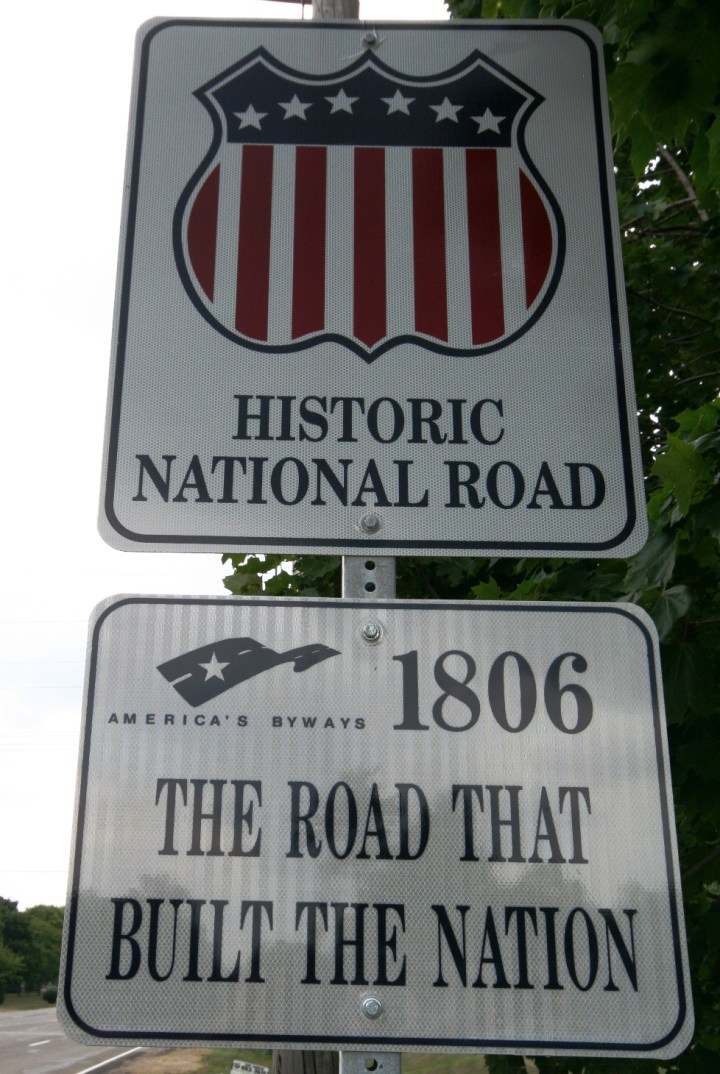 HISTORIC
NATIONAL ROAD
AMERICA'S BYWAYS
1806
THE ROAD THAT
BUILT THE NATION